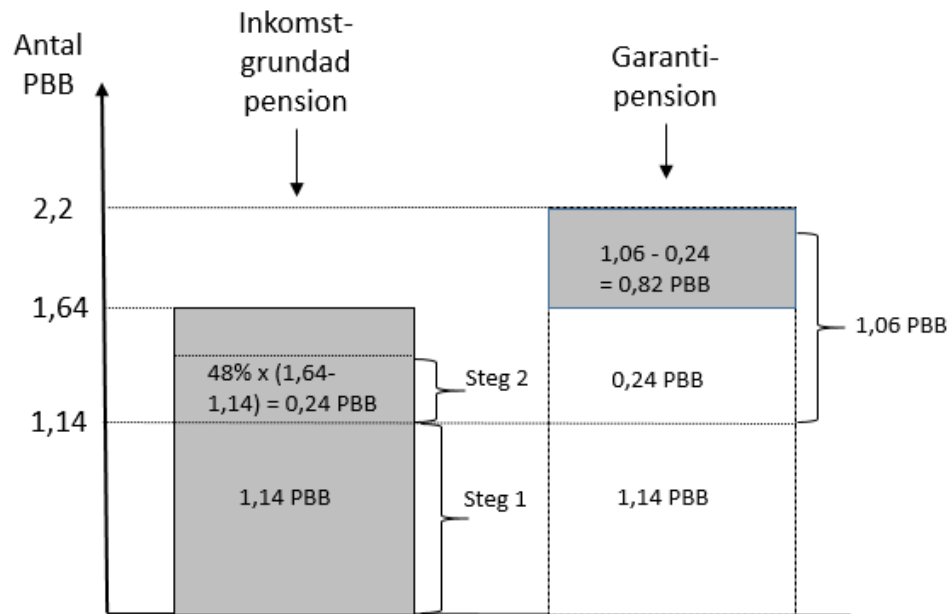 Antal
PBB
Inkomst-
grundad
pension
Garanti-
pension
2,2
1,64
1,14
48% x (1,64-
1,14) = 0,24 PBB
1,14 PBB
Steg 2
Steg 1
1,06 - 0,24
= 0,82 PBB
0,24 PBB
1,14 PBB
1,06 PBB